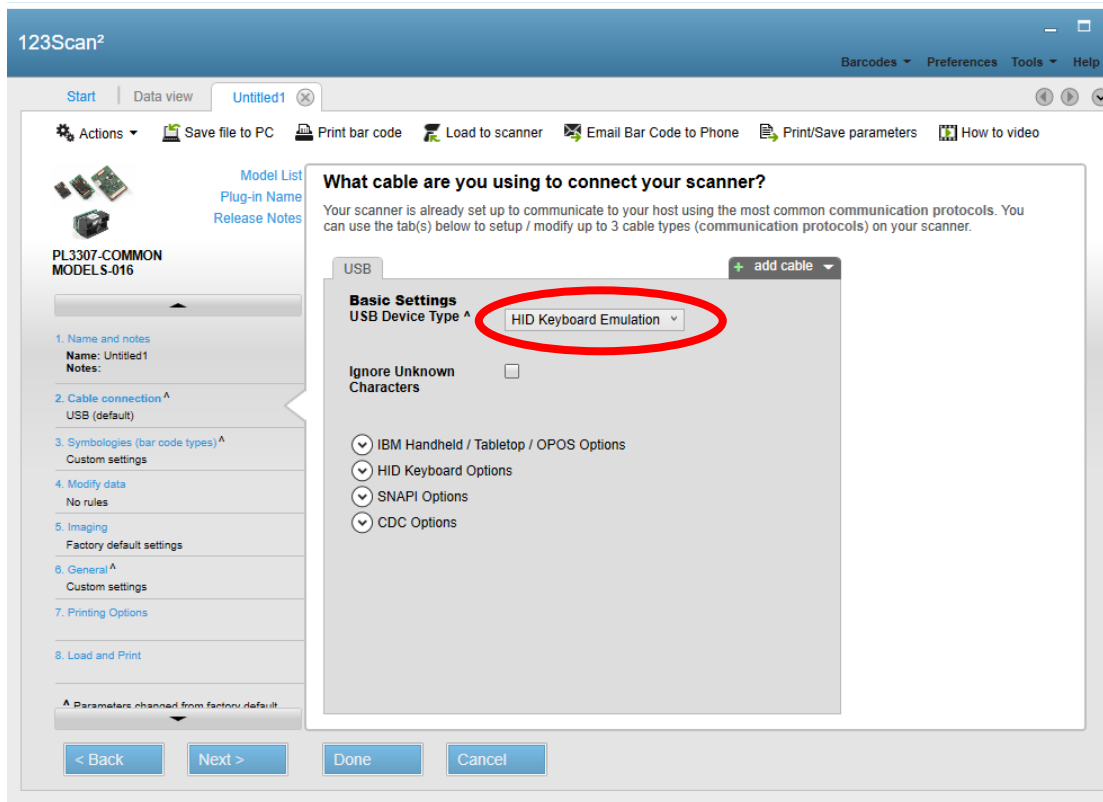 123Scan²
Barcodes Preferences Tools Help
Start Data view Untitled1
Actions Save file to PC Print bar code Load to scanner Email Bar Code to Phone Print/Save parameters How to video
Model List
Plug-in Name
Release Notes
PL3307-COMMON
MODELS-016
1. Name and notes
Name: Untitled1
Notes:
2. Cable connection ^
USB (default)
3. Symbologies (bar code types) ^
Custom settings
4. Modify data
No rules
5. Imaging
Factory default settings
6. General ^
Custom settings
7. Printing Options
8. Load and Print
^ Parameters changed from factory default
What cable are you using to connect your scanner?
Your scanner is already set up to communicate to your host using the most common communication protocols. You
can use the tab(s) below to setup / modify up to 3 cable types (communication protocols) on your scanner.
USB
+ add cable
Basic Settings
USB Device Type ^ HID Keyboard Emulation
Ignore Unknown
Characters
IBM Handheld / Tabletop / OPOS Options
HID Keyboard Options
SNAPI Options
CDC Options
< Back Next > Done Cancel